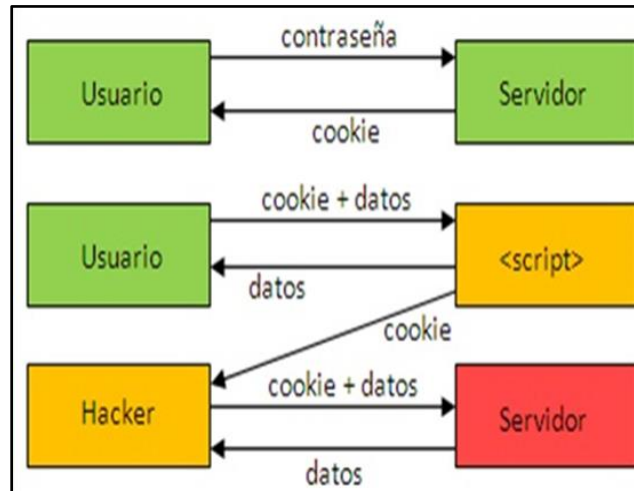 contraseña
Usuario
Servidor
cookie
cookie + datos
Usuario
<script>
datos
cookie
Hacker
cookie + datos
Servidor
datos